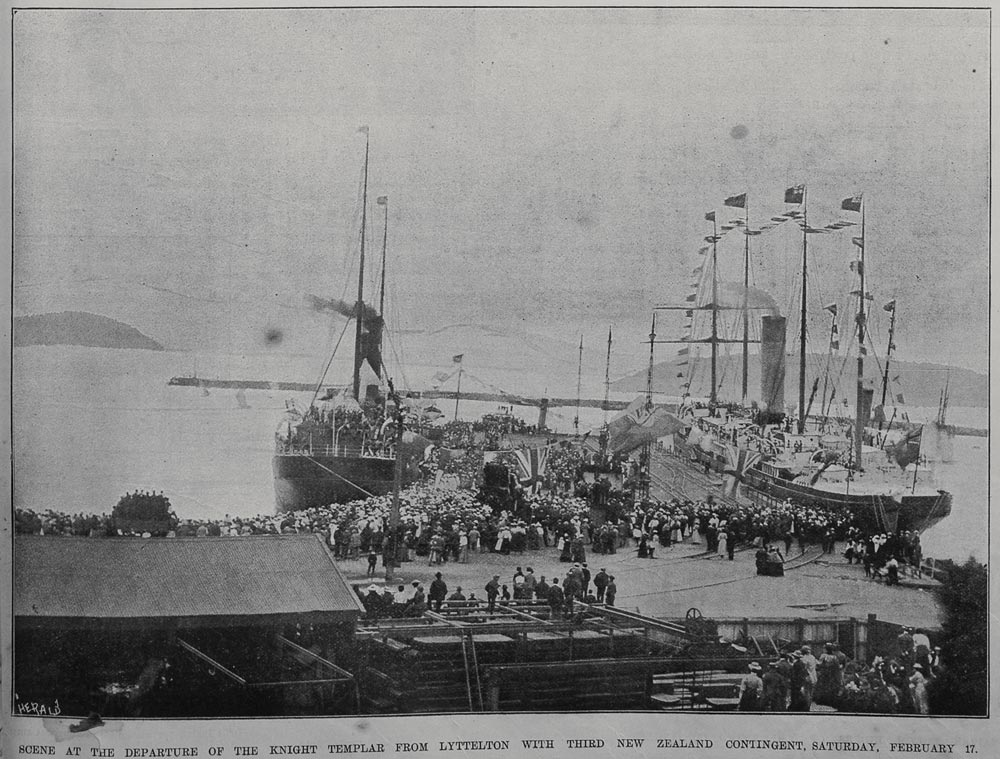 HERALD
SCENE AT THE DEPARTURE OF THE KNIGHT TEMPLAR FROM LYTTELTON WITH THIRD NEW ZEALAND CONTINGENT, SATURDAY, FEBRUARY 17.